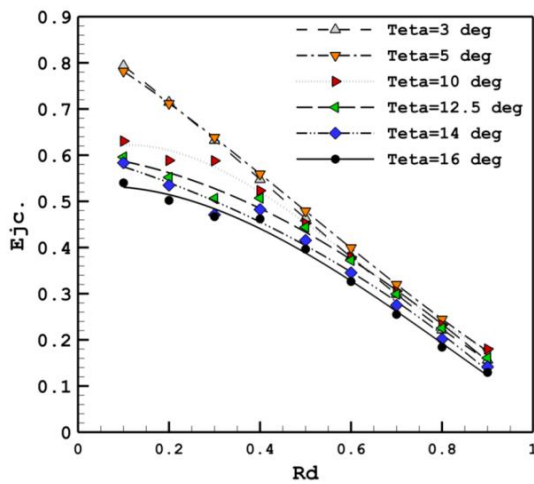 Ejc.
0.9
0.8
0.7
0.6
0.5
0.4
0.3
0.2
0.1
0
Teta=3 deg
Teta=5 deg
Teta=10 deg
Teta=12.5 deg
Teta=14 deg
Teta=16 deg
0 0.2 0.4 0.6 0.8 1
Rd